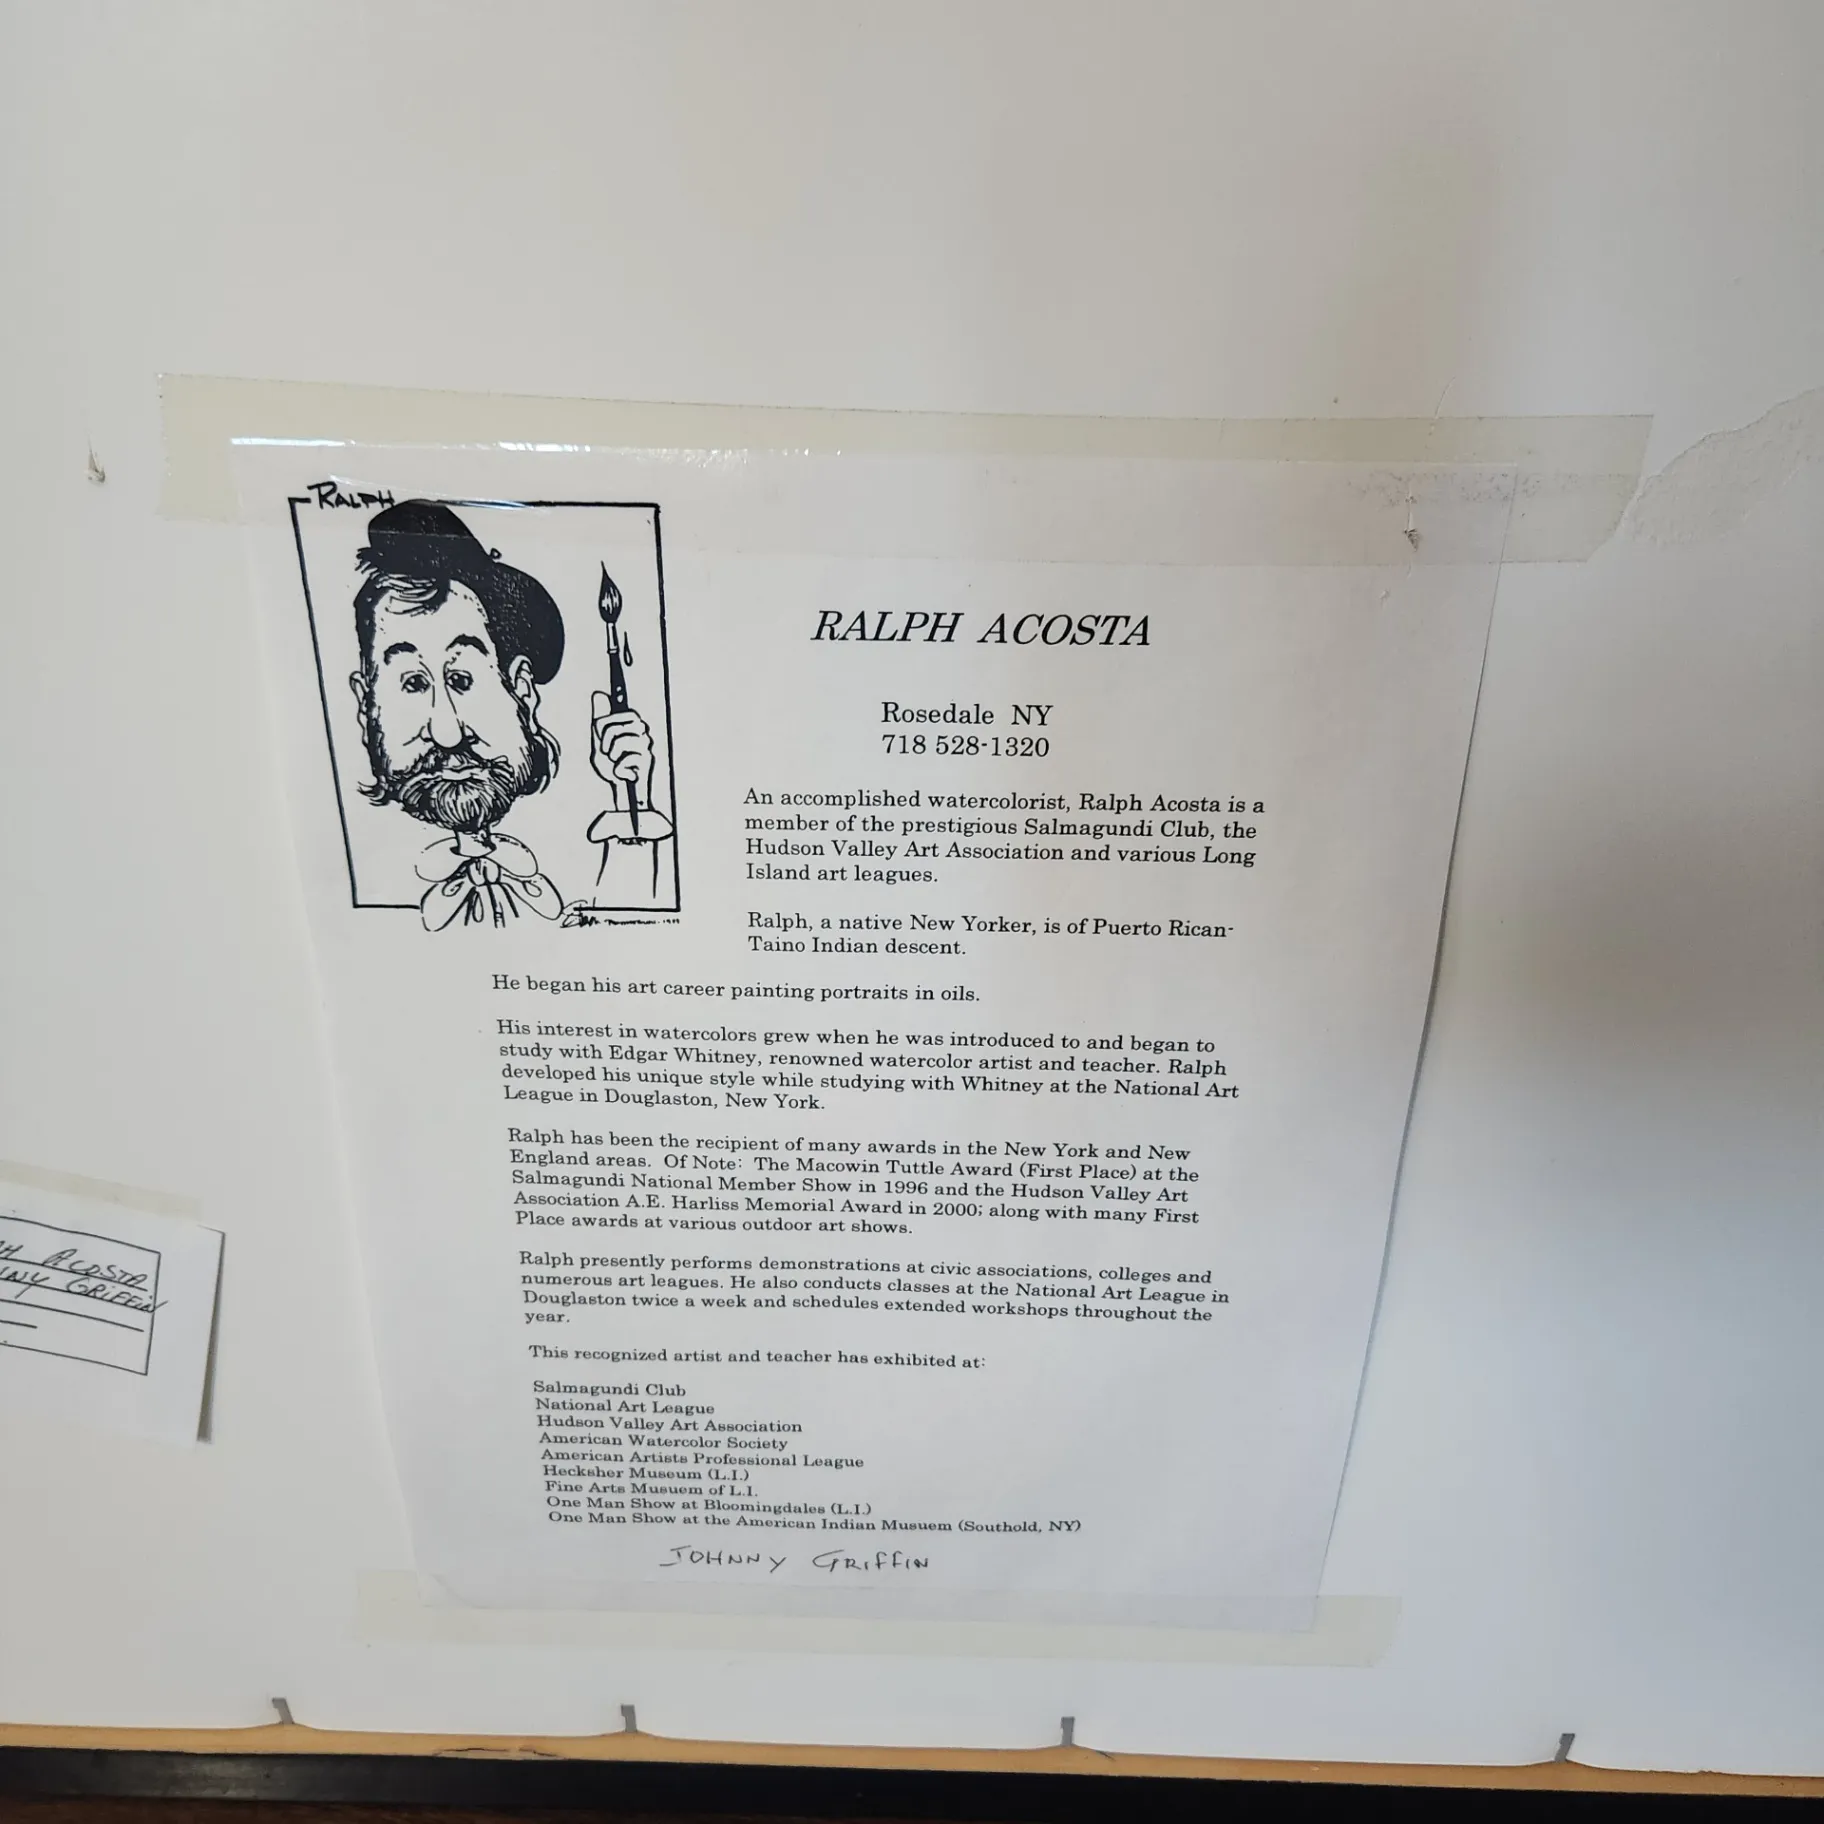 RALPH
RALPH ACOSTA
Rosedale NY
718 528-1320
An accomplished watercolorist, Ralph Acosta is a
member of the prestigious Salmagundi Club, the
Hudson Valley Art Association and various Long
Island art leagues.
Ralph, a native New Yorker, is of Puerto Rican-
Taino Indian descent.
He began his art career painting portraits in oils.
His interest in watercolors grew when he was introduced to and began to
study with Edgar Whitney, renowned watercolor artist and teacher. Ralph
developed his unique style while studying with Whitney at the National Art
League in Douglaston, New York.
Ralph has been the recipient of many awards in the New York and New
England areas. Of Note: The Macowin Tuttle Award (First Place) at the
Salmagundi National Member Show in 1996 and the Hudson Valley Art
Association A.E. Harliss Memorial Award in 2000; along with many First
Place awards at various outdoor art shows.
Ralph presently performs demonstrations at civic associations, colleges and
numerous art leagues. He also conducts classes at the National Art League in
Douglaston twice a week and schedules extended workshops throughout the
year.
This recognized artist and teacher has exhibited at:
Salmagundi Club
National Art League
Hudson Valley Art Association
American Watercolor Society
American Artists Professional League
Hecksher Museum (L.I.)
Fine Arts Musuem of L.I.
One Man Show at Bloomingdales (L.I.)
One Man Show at the American Indian Musuem (Southold, NY)
JOHNNY GRIFFIN
ACOSTA
GRIFFIN